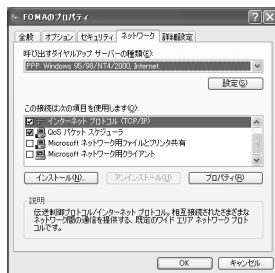 FOMAのプロパティ
全般 オプション セキュリティ ネットワーク 詳細設定
呼び出すダイヤルアップ サーバーの種類(E):
PPP: Windows 95/98/NT4/2000, Internet
設定(S)
この接続は次の項目を使用します(O):
インターネット プロトコル (TCP/IP)
QoS パケット スケジューラ
Microsoft ネットワーク用ファイルとプリンタ共有
Microsoft ネットワーク用クライアント
インストール(N)... アンインストール(U) プロパティ(R)
説明
伝送制御プロトコル/インターネット プロトコル。相互接続されたさまざまな
ネットワーク間の通信を提供する、既定のワイド エリア ネットワーク プロト
コルです。
OK キャンセル